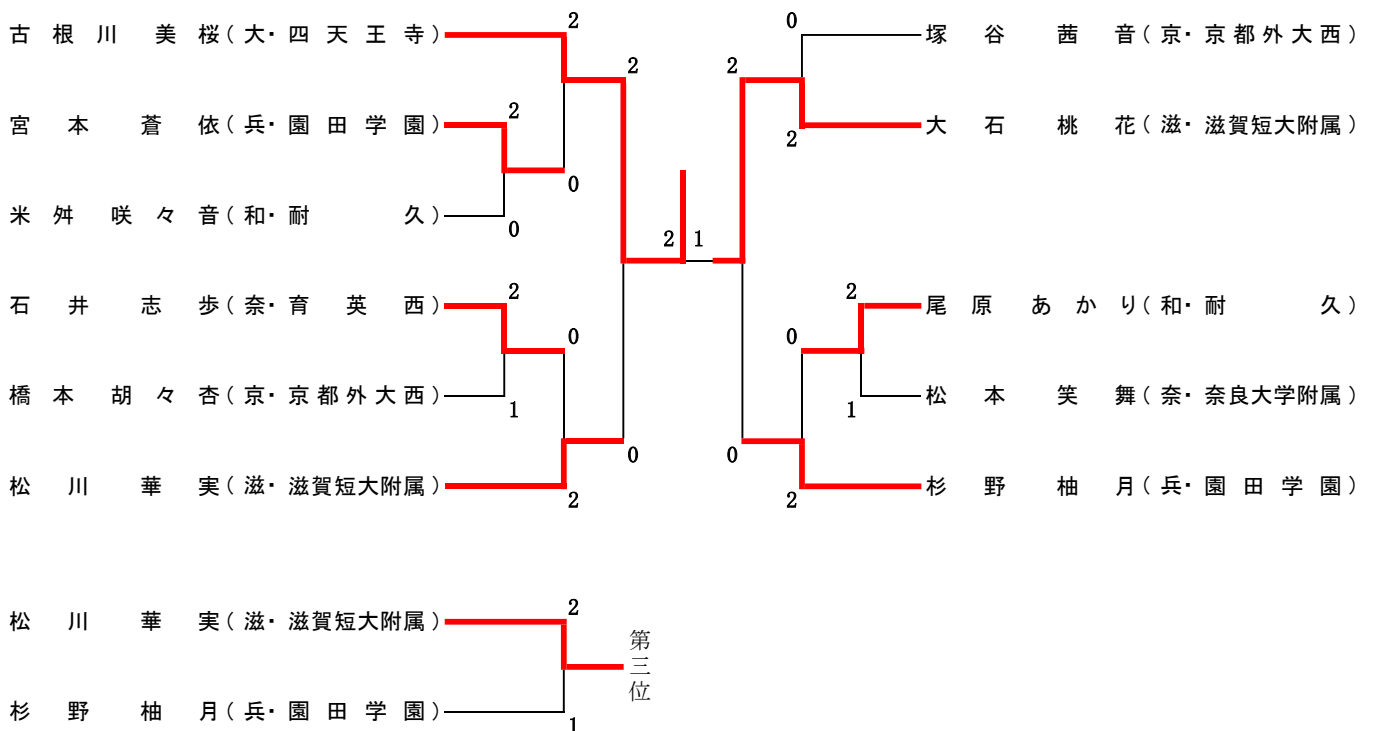 古根川美桜(大・四天王寺)
2
2
宮本蒼依(兵・園田学園)
2
0
米舛咲々音(和・耐久)
0
石井志歩(奈・育英西)
2
0
橋本胡々杏(京・京都外大西)
1
0
松川華実(滋・滋賀短大附属)
2
2 1
0
塚谷茜音(京・京都外大西)
2
大石桃花(滋・滋賀短大附属)
2
尾原あかり(和・耐久)
2
0
松本笑舞(奈・奈良大学附属)
1
0
杉野柚月(兵・園田学園)
2
松川華実(滋・滋賀短大附属)
2
第三位
杉野柚月(兵・園田学園)
1